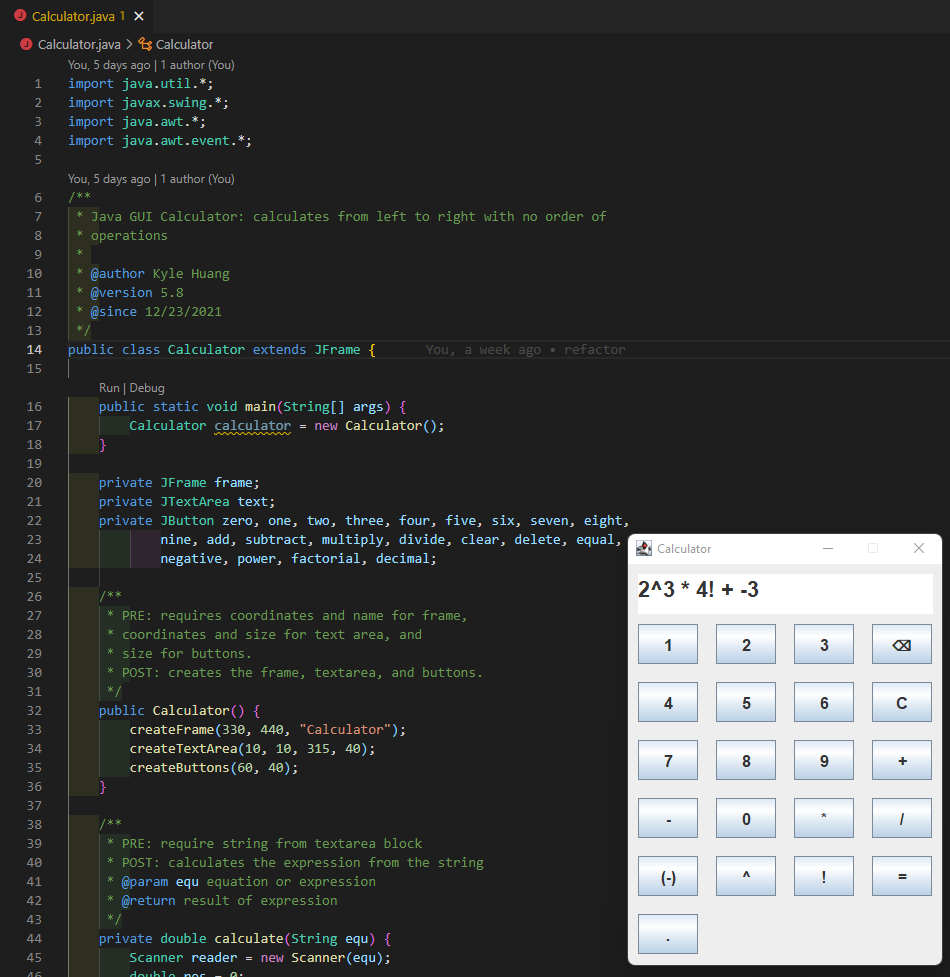 Calculator.java 1 ×
Calculator.java > Calculator
You, 5 days ago | 1 author (You)
1 import java.util.*;
2 import javax.swing.*;
3 import java.awt.*;
4 import java.awt.event.*;
5
You, 5 days ago | 1 author (You)
6 /**
7 * Java GUI Calculator: calculates from left to right with no order of
8 * operations
9 *
10 * @author Kyle Huang
11 * @version 5.8
12 * @since 12/23/2021
13 */
14 public class Calculator extends JFrame { You, a week ago • refactor
15
Run | Debug
16 public static void main(String[] args) {
17 Calculator calculator = new Calculator();
18 }
19
20 private JFrame frame;
21 private JTextArea text;
22 private JButton zero, one, two, three, four, five, six, seven, eight,
23 nine, add, subtract, multiply, divide, clear, delete, equal,
24 negative, power, factorial, decimal;
25
26 /**
27 * PRE: requires coordinates and name for frame,
28 * coordinates and size for text area, and
29 * size for buttons.
30 * POST: creates the frame, textarea, and buttons.
31 */
32 public Calculator() {
33 createFrame(330, 440, "Calculator");
34 createTextArea(10, 10, 315, 40);
35 createButtons(60, 40);
36 }
37
38 /**
39 * PRE: require string from textarea block
40 * POST: calculates the expression from the string
41 * @param equ equation or expression
42 * @return result of expression
43 */
44 private double calculate(String equ) {
45 Scanner reader = new Scanner(equ);
46 double res = 0;
Calculator
2^3 * 4! + -3
1 2 3 ⌫
4 5 6 C
7 8 9 +
- 0 * /
(-) ^ ! =
.